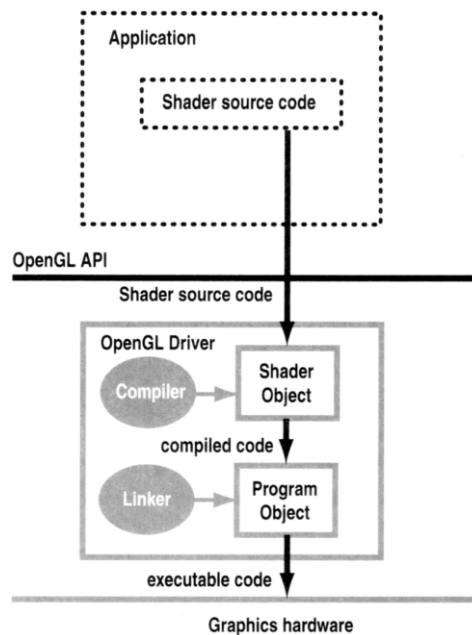 Application
Shader source code
OpenGL API
Shader source code
OpenGL Driver
Compiler
Shader
Object
compiled code
Linker
Program
Object
executable code
Graphics hardware